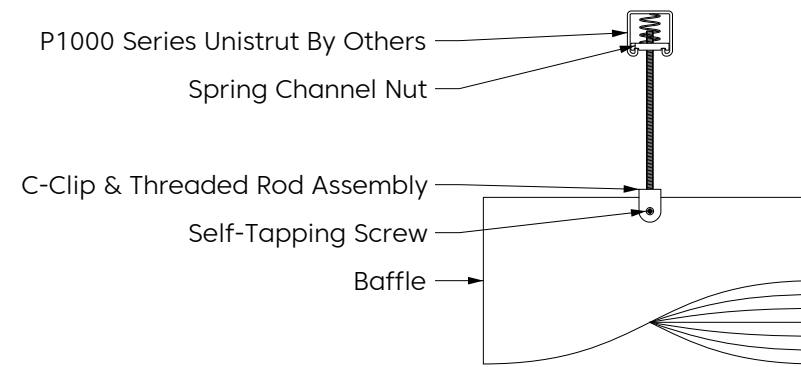 P1000 Series Unistrut By Others
Spring Channel Nut
C-Clip & Threaded Rod Assembly
Self-Tapping Screw
Baffle